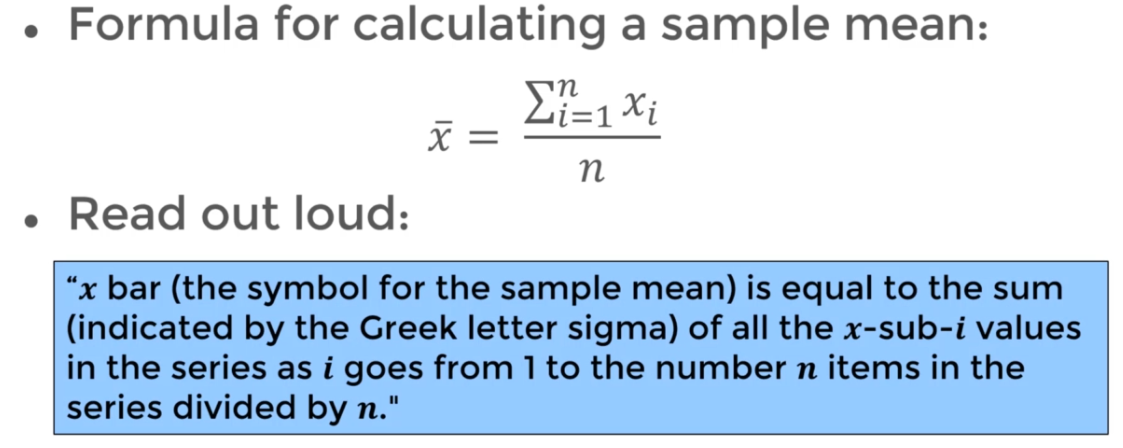 • Formula for calculating a sample mean:
x̄ = ∑ⁿᵢ₌₁ xᵢ / n
• Read out loud:
“x bar (the symbol for the sample mean) is equal to the sum
(indicated by the Greek letter sigma) of all the x-sub-i values
in the series as i goes from 1 to the number n items in the
series divided by n."